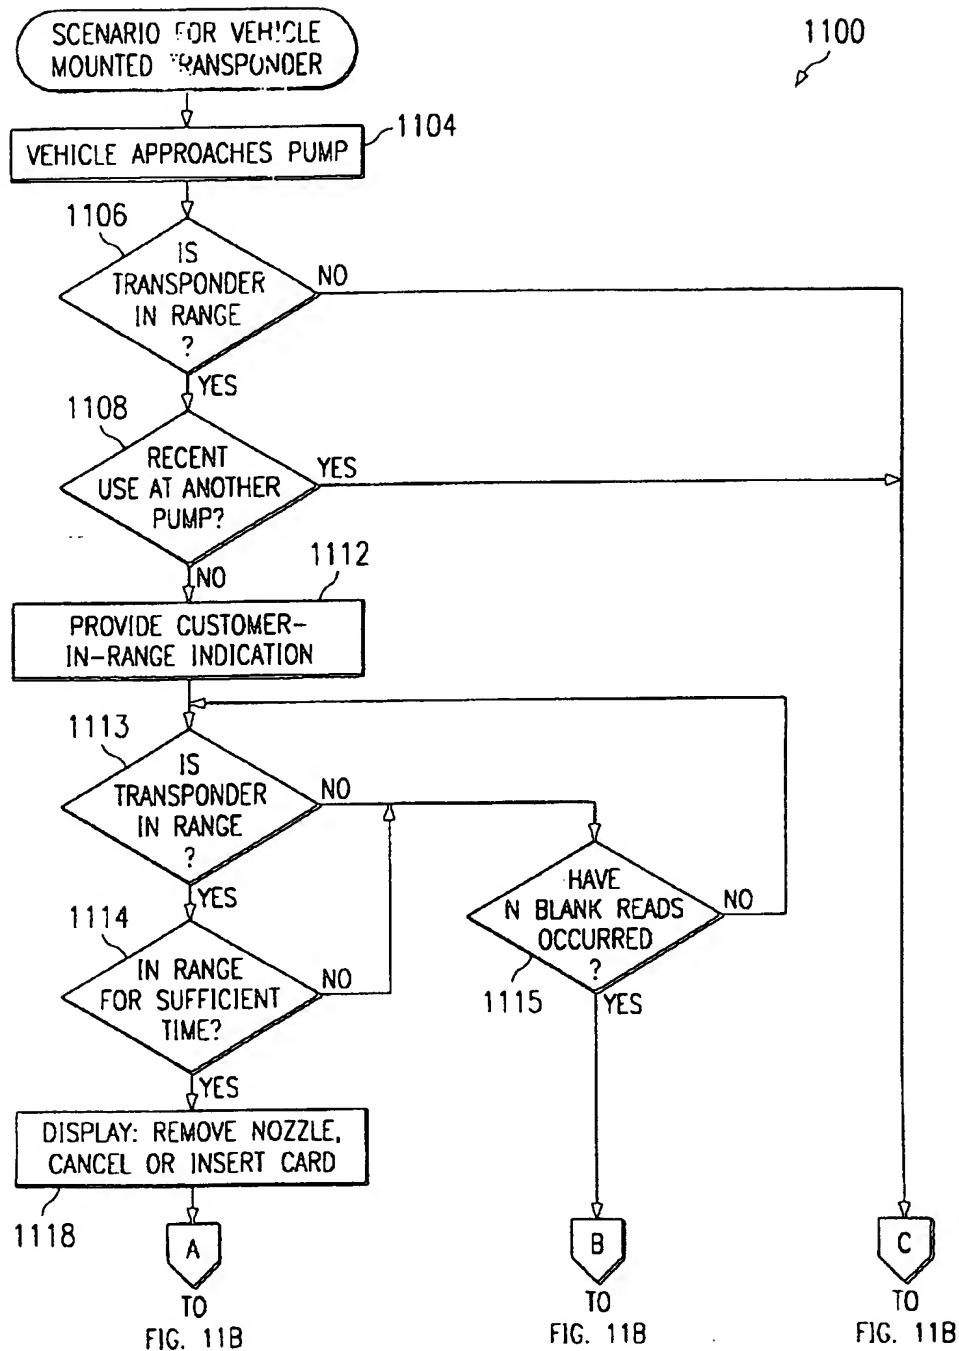 SCENARIO FOR VEHICLE
MOUNTED TRANSPONDER
1100
1104
VEHICLE APPROACHES PUMP
1106
IS
TRANSPONDER
IN RANGE
?
NO
YES
1108
RECENT
USE AT ANOTHER
PUMP?
YES
NO
1112
PROVIDE CUSTOMER-
IN-RANGE INDICATION
1113
IS
TRANSPONDER
IN RANGE
?
NO
YES
1114
IN RANGE
FOR SUFFICIENT
TIME?
NO
YES
HAVE
N BLANK READS
OCCURRED
?
NO
1115
YES
DISPLAY: REMOVE NOZZLE,
CANCEL OR INSERT CARD
1118
A
TO
FIG. 11B
B
TO
FIG. 11B
C
TO
FIG. 11B